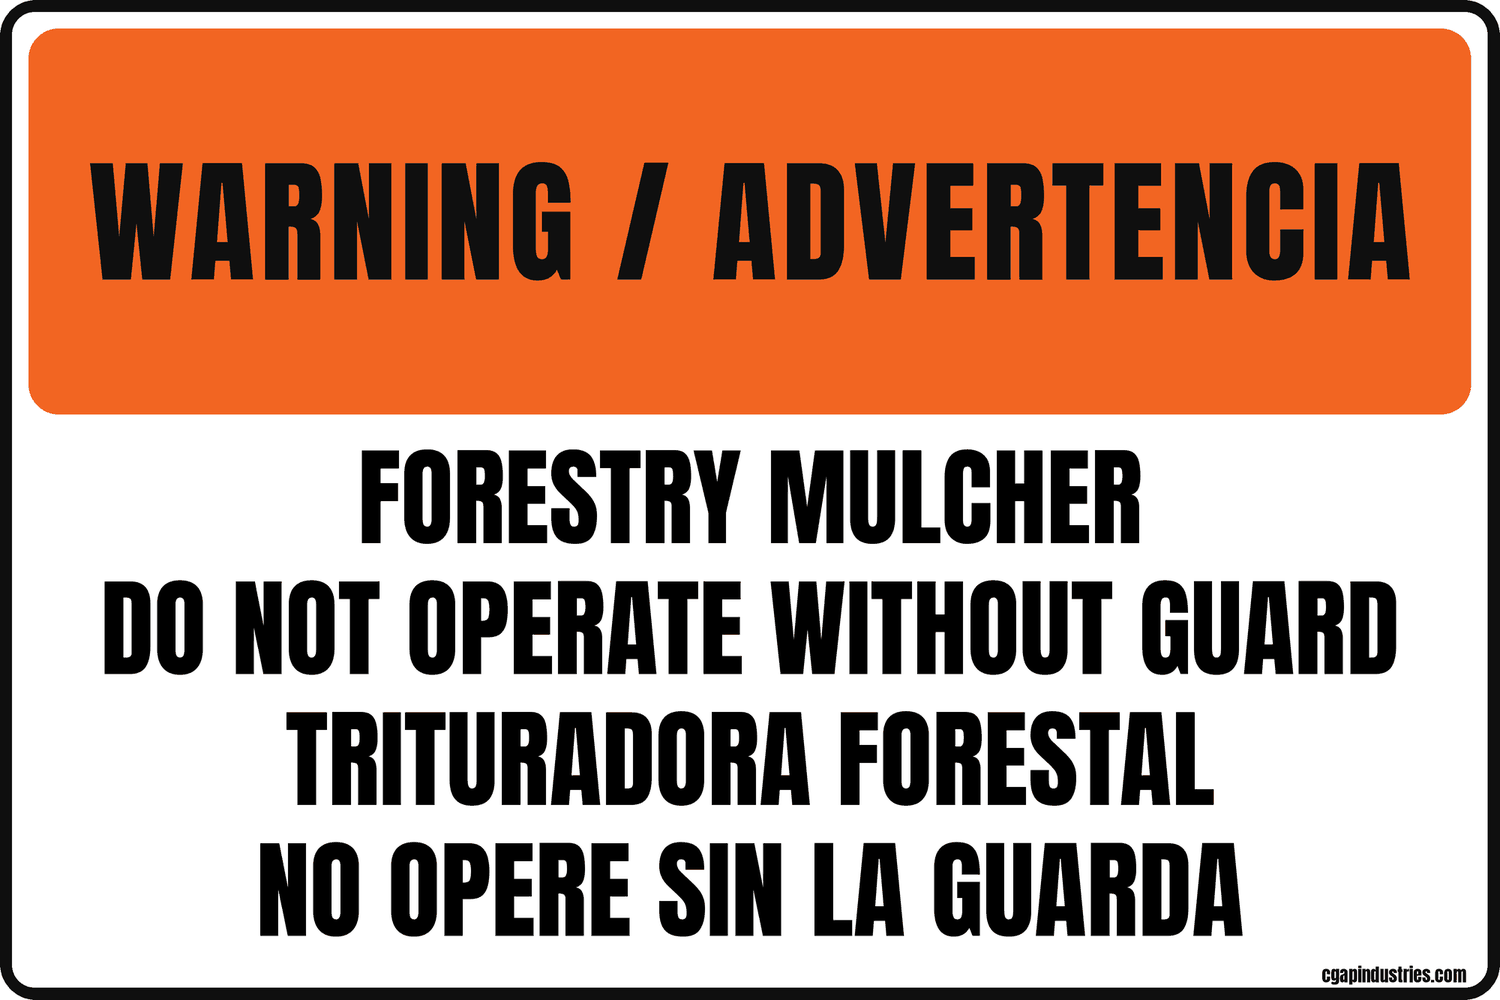 WARNING / ADVERTENCIA
FORESTRY MULCHER
DO NOT OPERATE WITHOUT GUARD
TRITURADORA FORESTAL
NO OPERE SIN LA GUARDA
cgapindustries.com